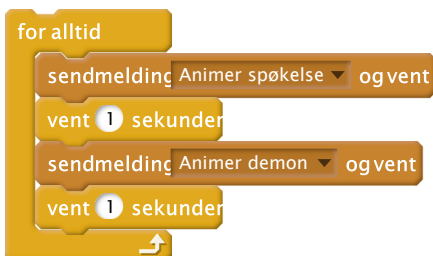 for alltid
sendmelding Animer spøkelse og vent
vent 1 sekunder
sendmelding Animer demon og vent
vent 1 sekunder